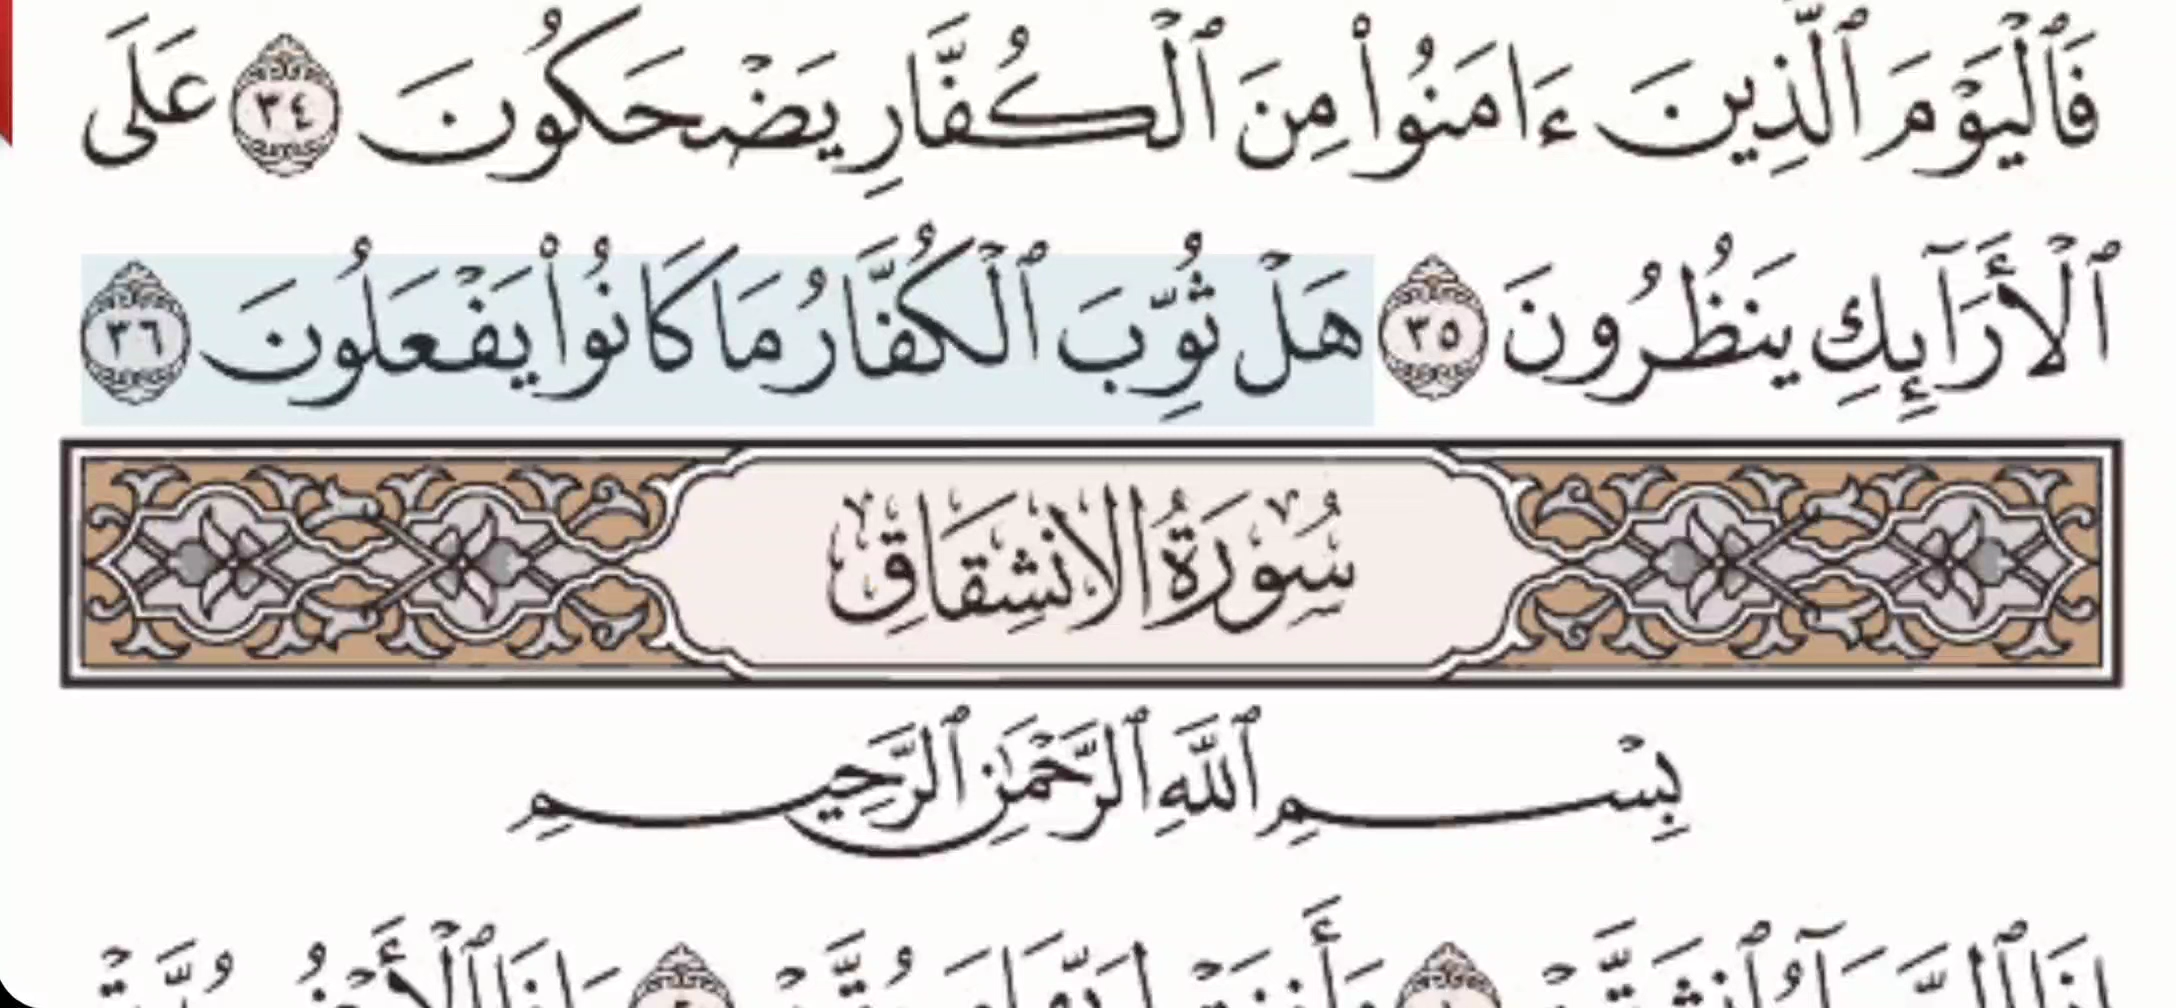 فَٱلْيَوْمَ ٱلَّذِينَ ءَامَنُوا۟ مِنَ ٱلْكُفَّارِ يَضْحَكُونَ ٣٤ عَلَى
ٱلْأَرَآئِكِ يَنظُرُونَ ٣٥ هَلْ ثُوِّبَ ٱلْكُفَّارُ مَا كَانُوا۟ يَفْعَلُونَ ٣٦
سُورَةُ الانشِقَاقِ
بِسْمِ ٱللَّهِ ٱلرَّحْمَٰنِ ٱلرَّحِيمِ